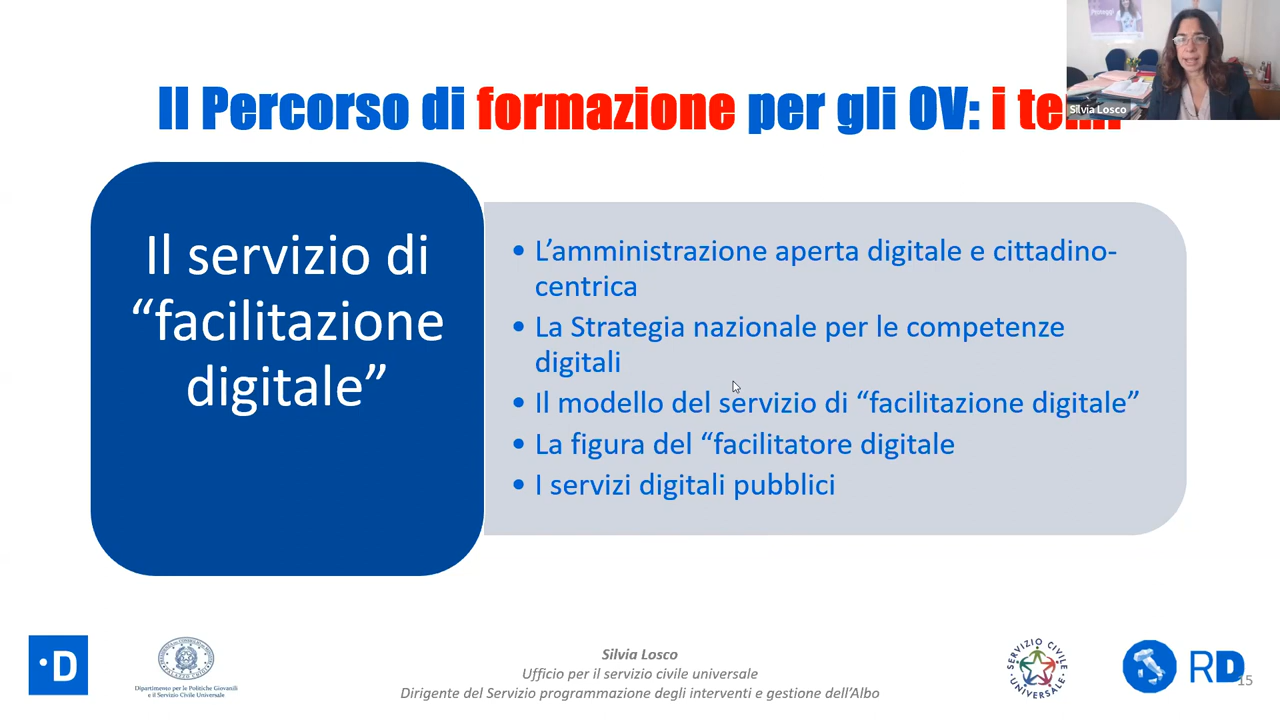 Il Percorso di formazione per gli OV: i
Silvia Losco
Il servizio di
“facilitazione
digitale”
• L’amministrazione aperta digitale e cittadino-
centrica
• La Strategia nazionale per le competenze
digitali
• Il modello del servizio di “facilitazione digitale”
• La figura del “facilitatore digitale
• I servizi digitali pubblici
D
Dipartimento per le Politiche Giovanili
e il Servizio Civile Universale
Silvia Losco
Ufficio per il servizio civile universale
Dirigente del Servizio programmazione degli interventi e gestione dell’Albo
SERVIZIO CIVILE
UNIVERSALE
RD
15